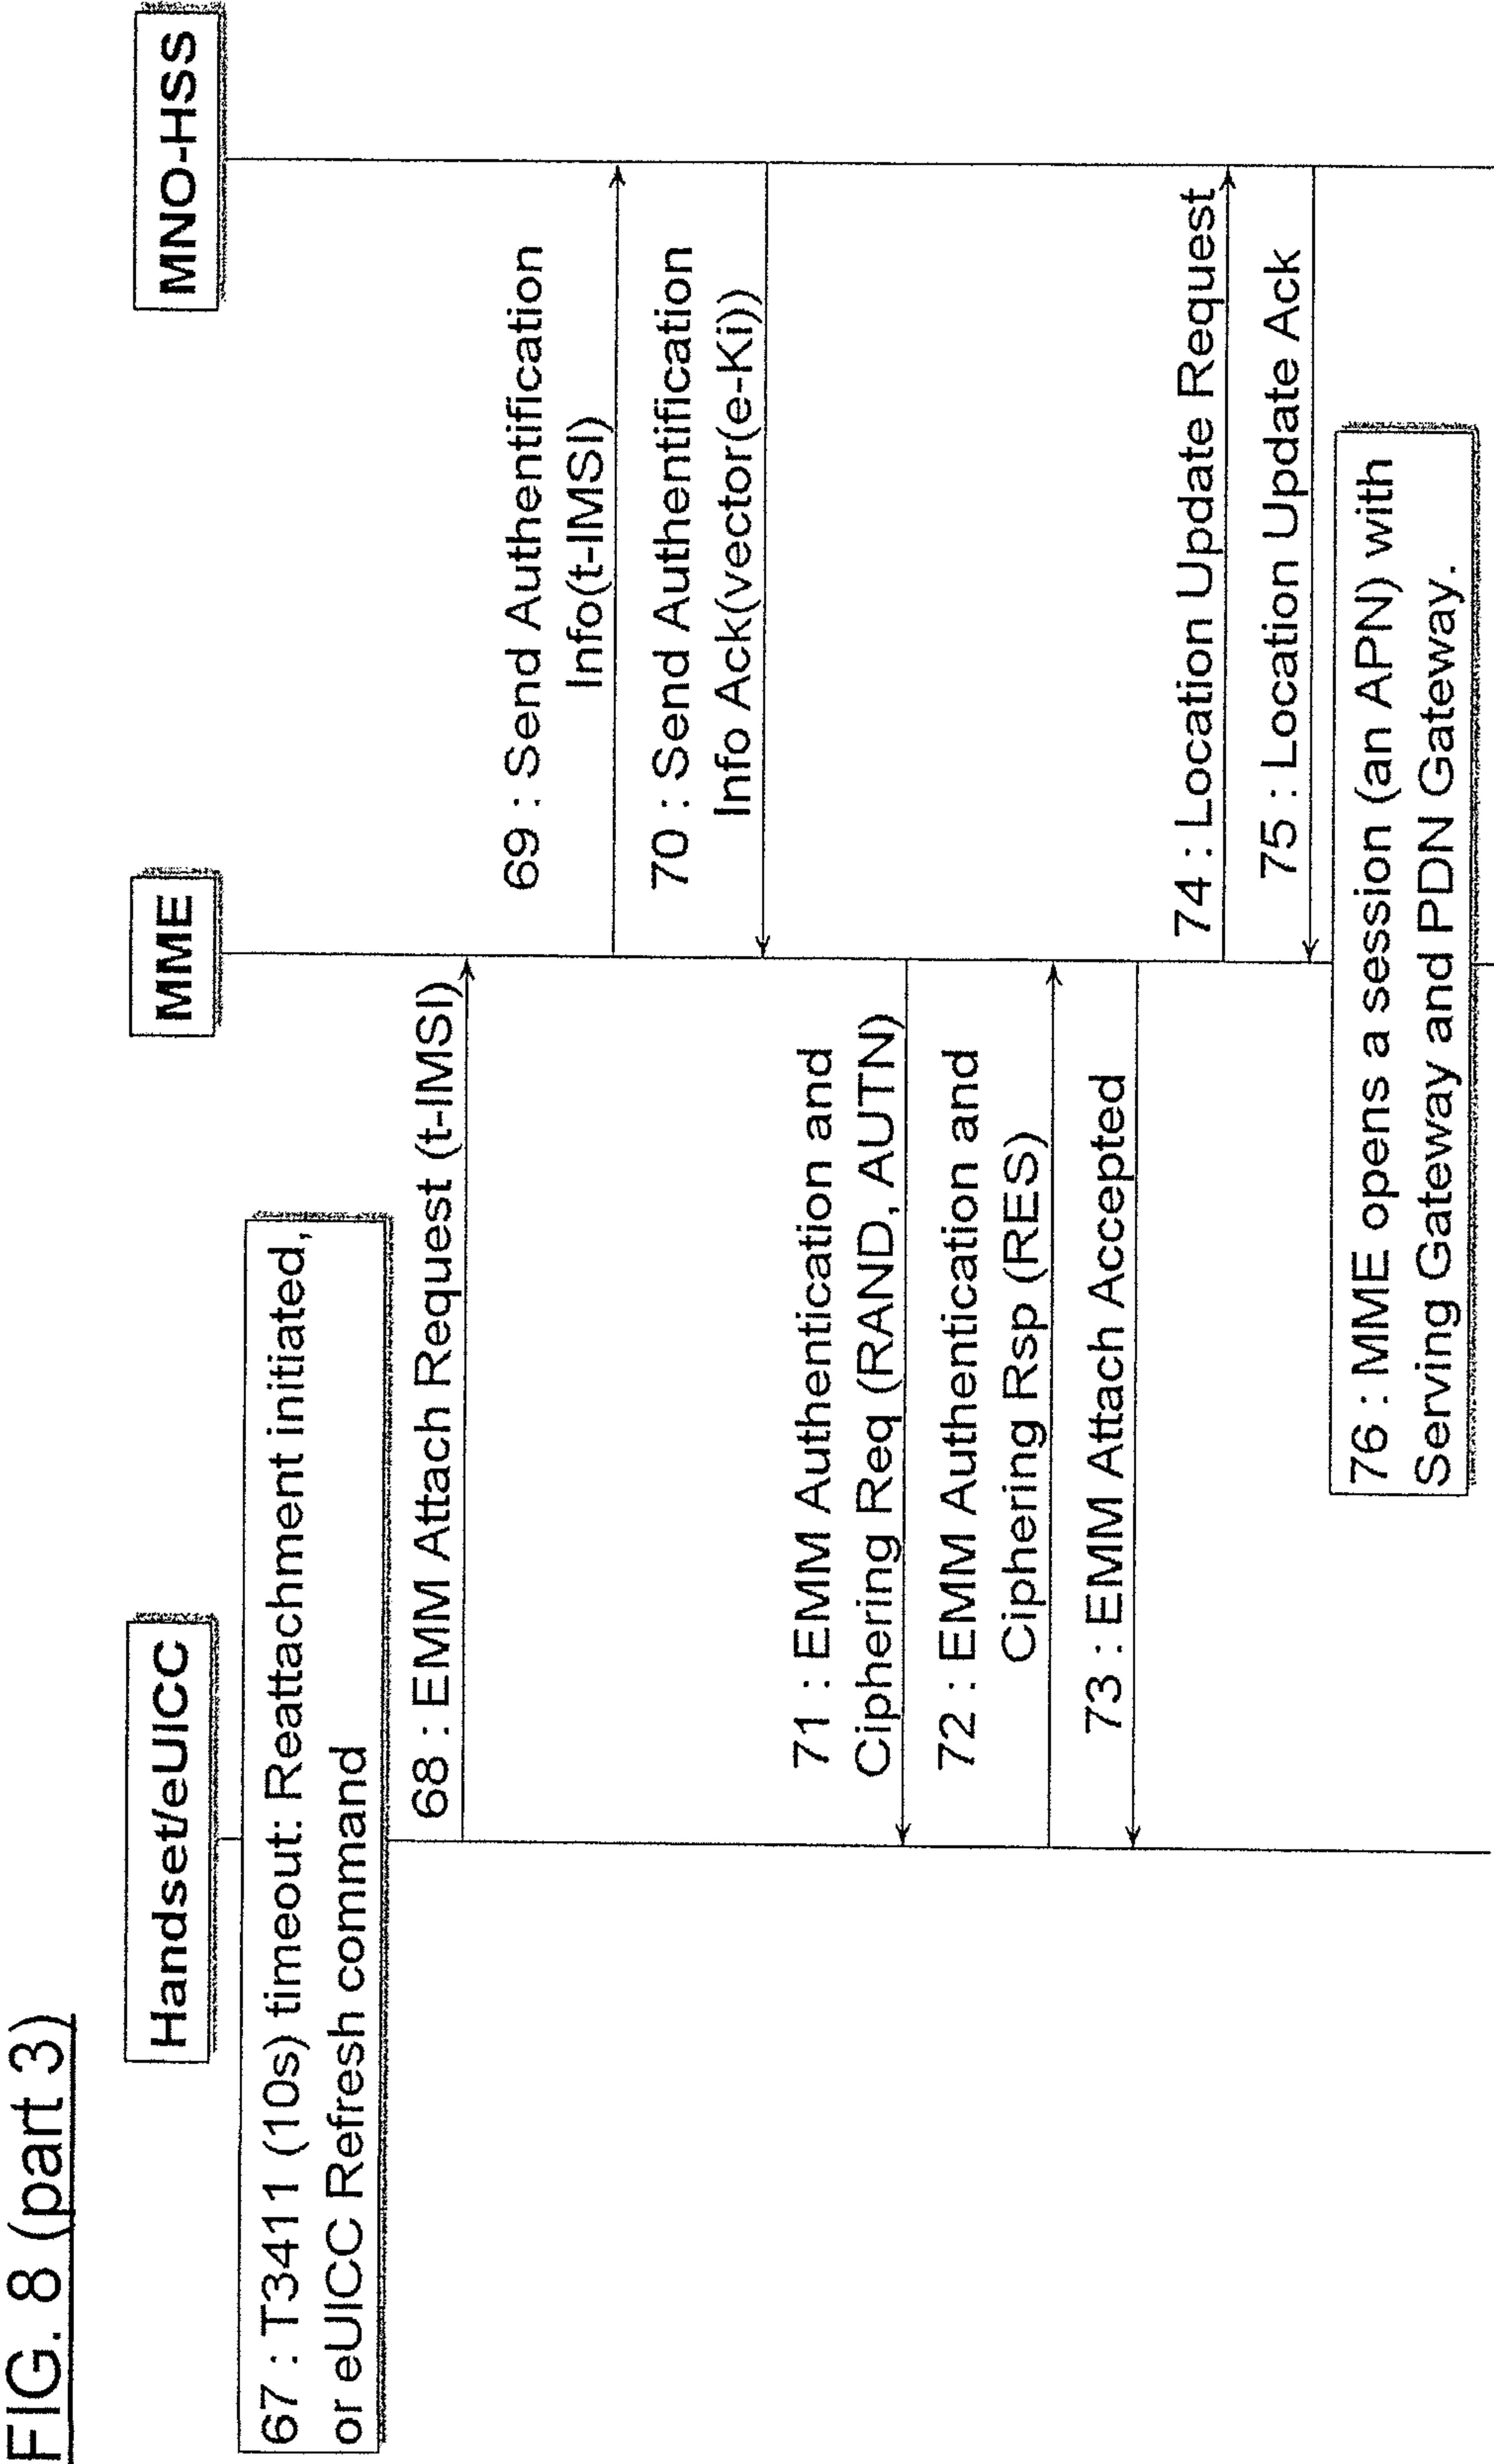 FIG. 8 (part 3)
Handset/eUICC
MME
MNO-HSS
67 : T3411 (10s) timeout: Reattachment initiated,
or eUICC Refresh command
68 : EMM Attach Request (t-IMSI)
69 : Send Authentification
Info(t-IMSI)
70 : Send Authentification
Info Ack(vector(e-Ki))
71 : EMM Authentication and
Ciphering Req (RAND, AUTN)
72 : EMM Authentication and
Ciphering Rsp (RES)
73 : EMM Attach Accepted
74 : Location Update Request
75 : Location Update Ack
76 : MME opens a session (an APN) with
Serving Gateway and PDN Gateway.